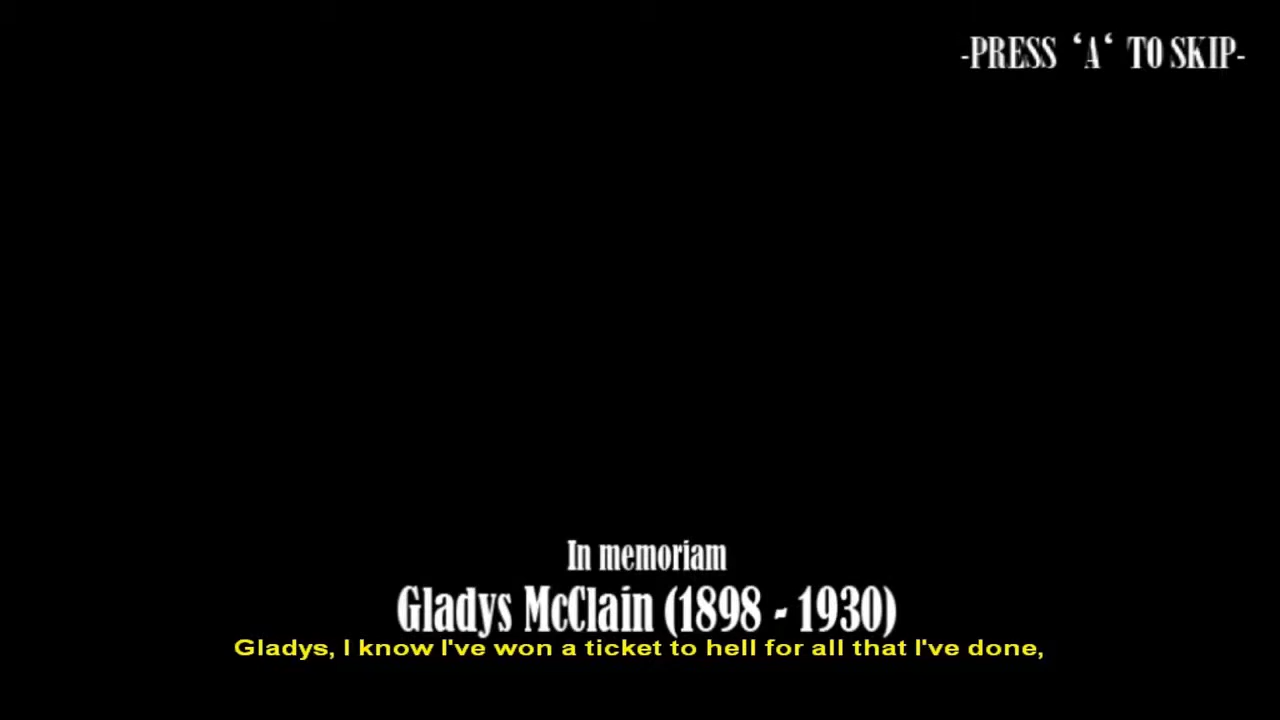 -PRESS ‘A‘ TO SKIP-
In memoriam
Gladys McClain (1898 - 1930)
Gladys, I know I've won a ticket to hell for all that I've done,